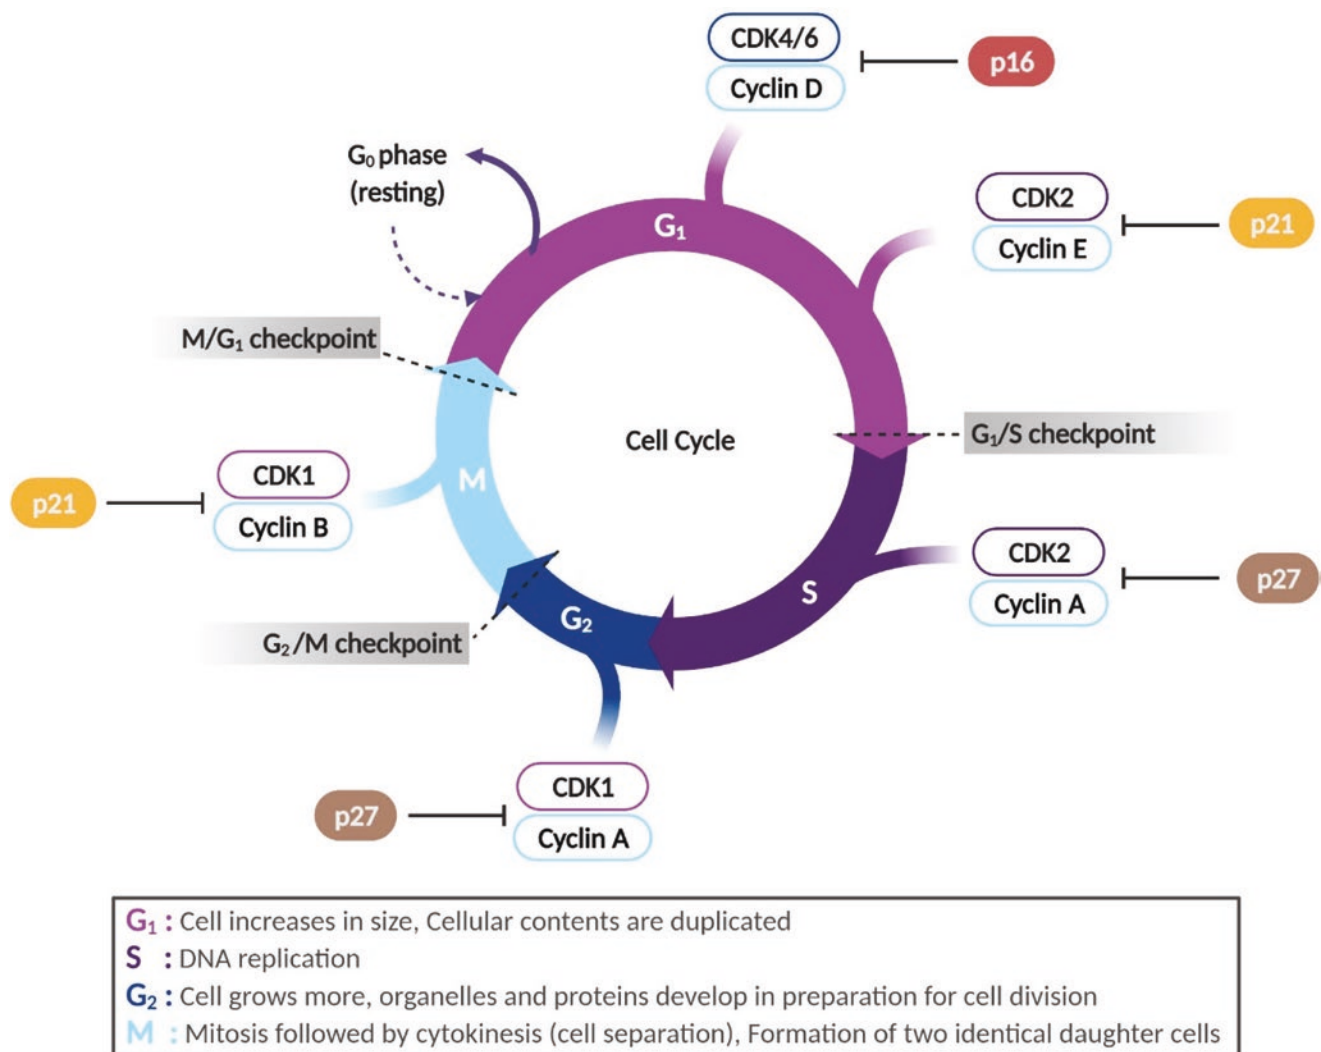 CDK4/6
Cyclin D
p16
G₀ phase
(resting)
G₁
CDK2
Cyclin E
p21
M/G₁ checkpoint
Cell Cycle
G₁/S checkpoint
CDK1
Cyclin B
p21
M
CDK2
Cyclin A
p27
S
G₂
G₂/M checkpoint
CDK1
Cyclin A
p27
G₁ : Cell increases in size, Cellular contents are duplicated
S : DNA replication
G₂ : Cell grows more, organelles and proteins develop in preparation for cell division
M : Mitosis followed by cytokinesis (cell separation), Formation of two identical daughter cells